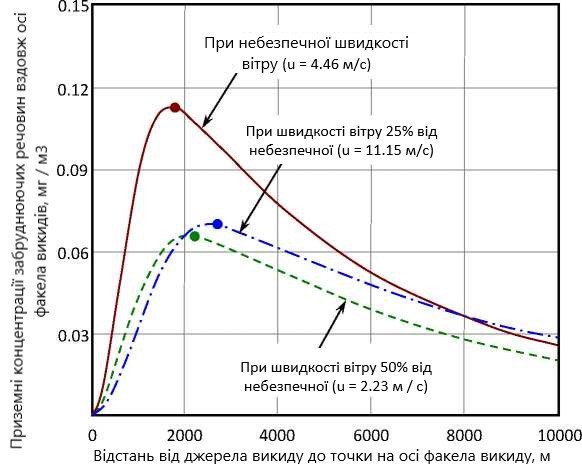 Приземні концентрації забруднюючих речовин вздовж осі
факела викидів, мг / м3
0.15
0.12
0.09
0.06
0.03
При небезпечної швидкості
вітру (u = 4.46 м/с)
При швидкості вітру 25% від
небезпечної (u = 11.15 м/с)
При швидкості вітру 50% від
небезпечної (u = 2.23 м / с)
0 2000 4000 6000 8000 10000
Відстань від джерела викиду до точки на осі факела викиду, м